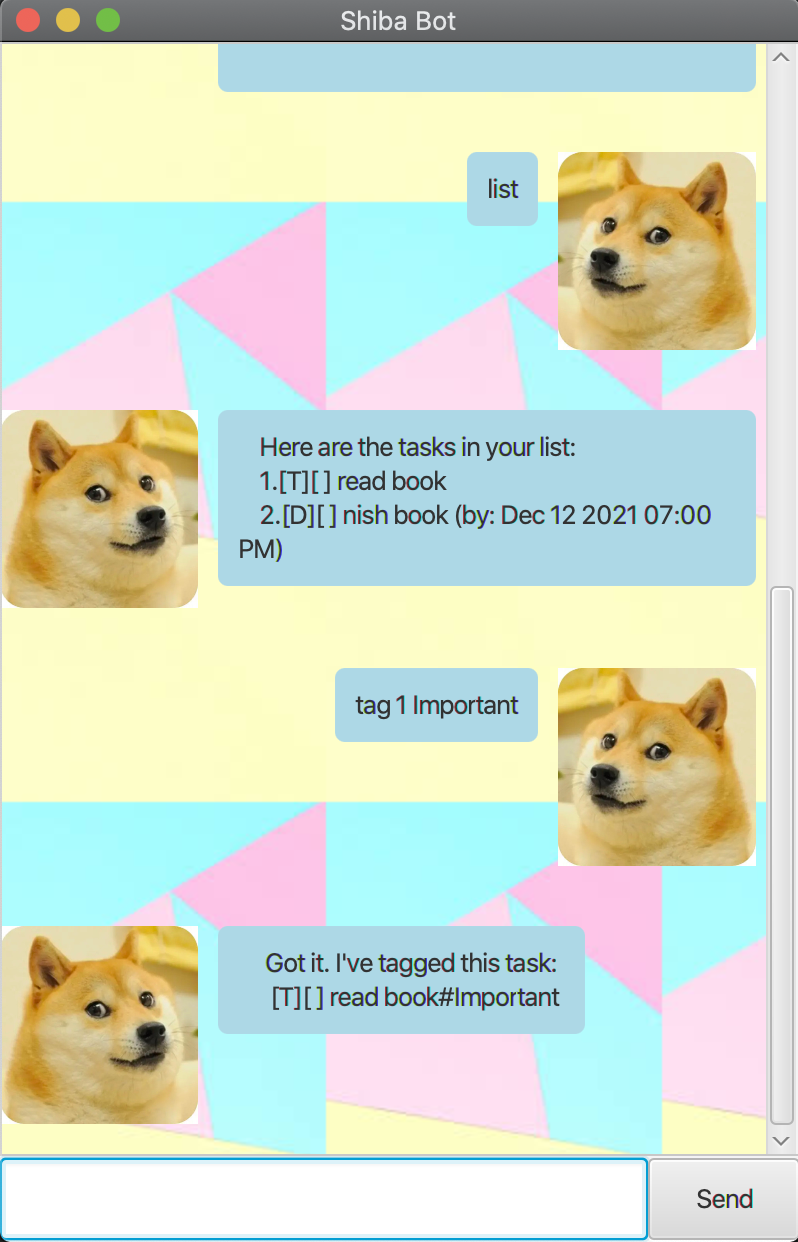 Shiba Bot
list
Here are the tasks in your list:
1.[T][ ] read book
2.[D][ ] nish book (by: Dec 12 2021 07:00
PM)
tag 1 Important
Got it. I've tagged this task:
[T][ ] read book#Important
Send